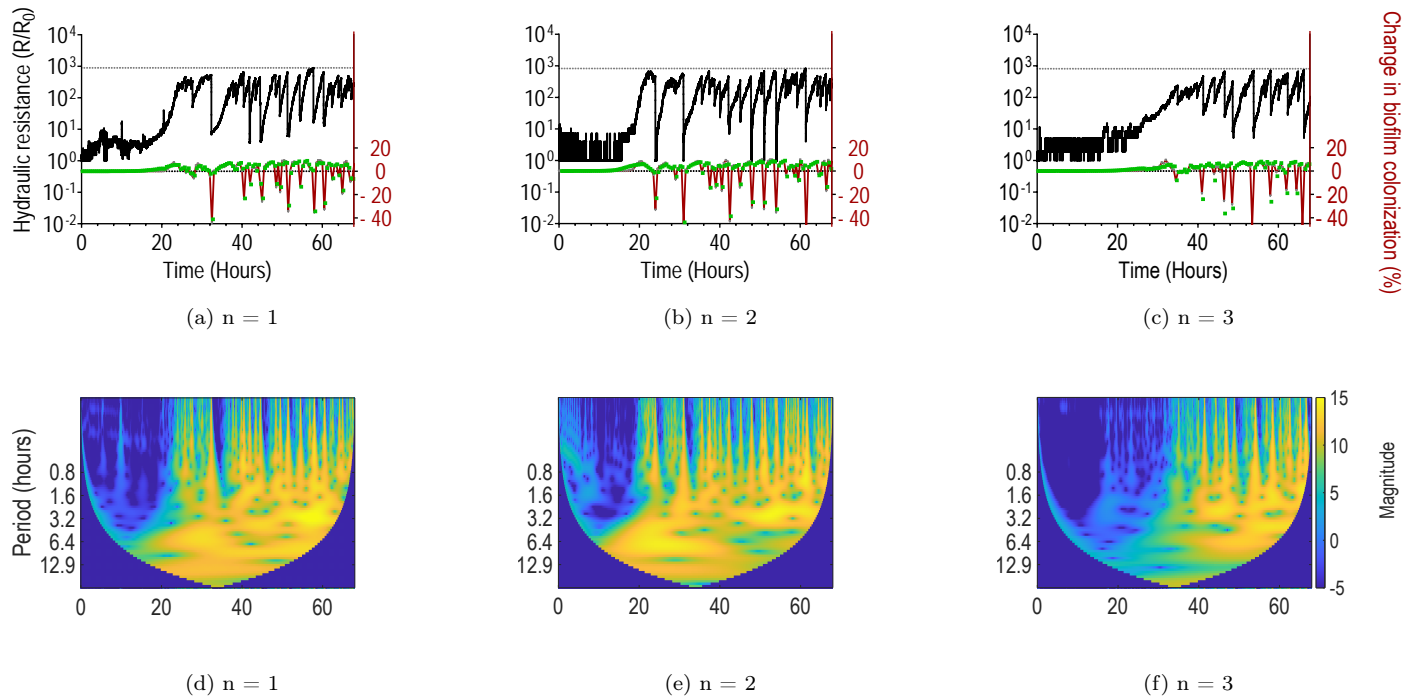 Hydraulic resistance (R/R0)
10^4
10^3
10^2
10^1
10^0
10^-1
10^-2
20
0
- 20
- 40
0 20 40 60
Time (Hours)
(a) n = 1
10^4
10^3
10^2
10^1
10^0
10^-1
10^-2
20
0
- 20
- 40
0 20 40 60
Time (Hours)
(b) n = 2
10^4
10^3
10^2
10^1
10^0
10^-1
10^-2
20
0
- 20
- 40
0 20 40 60
Time (Hours)
(c) n = 3
Change in biofilm colonization (%)
Period (hours)
0.8
1.6
3.2
6.4
12.9
0 20 40 60
(d) n = 1
0.8
1.6
3.2
6.4
12.9
0 20 40 60
(e) n = 2
0.8
1.6
3.2
6.4
12.9
0 20 40 60
(f) n = 3
15
10
5
0
-5
Magnitude